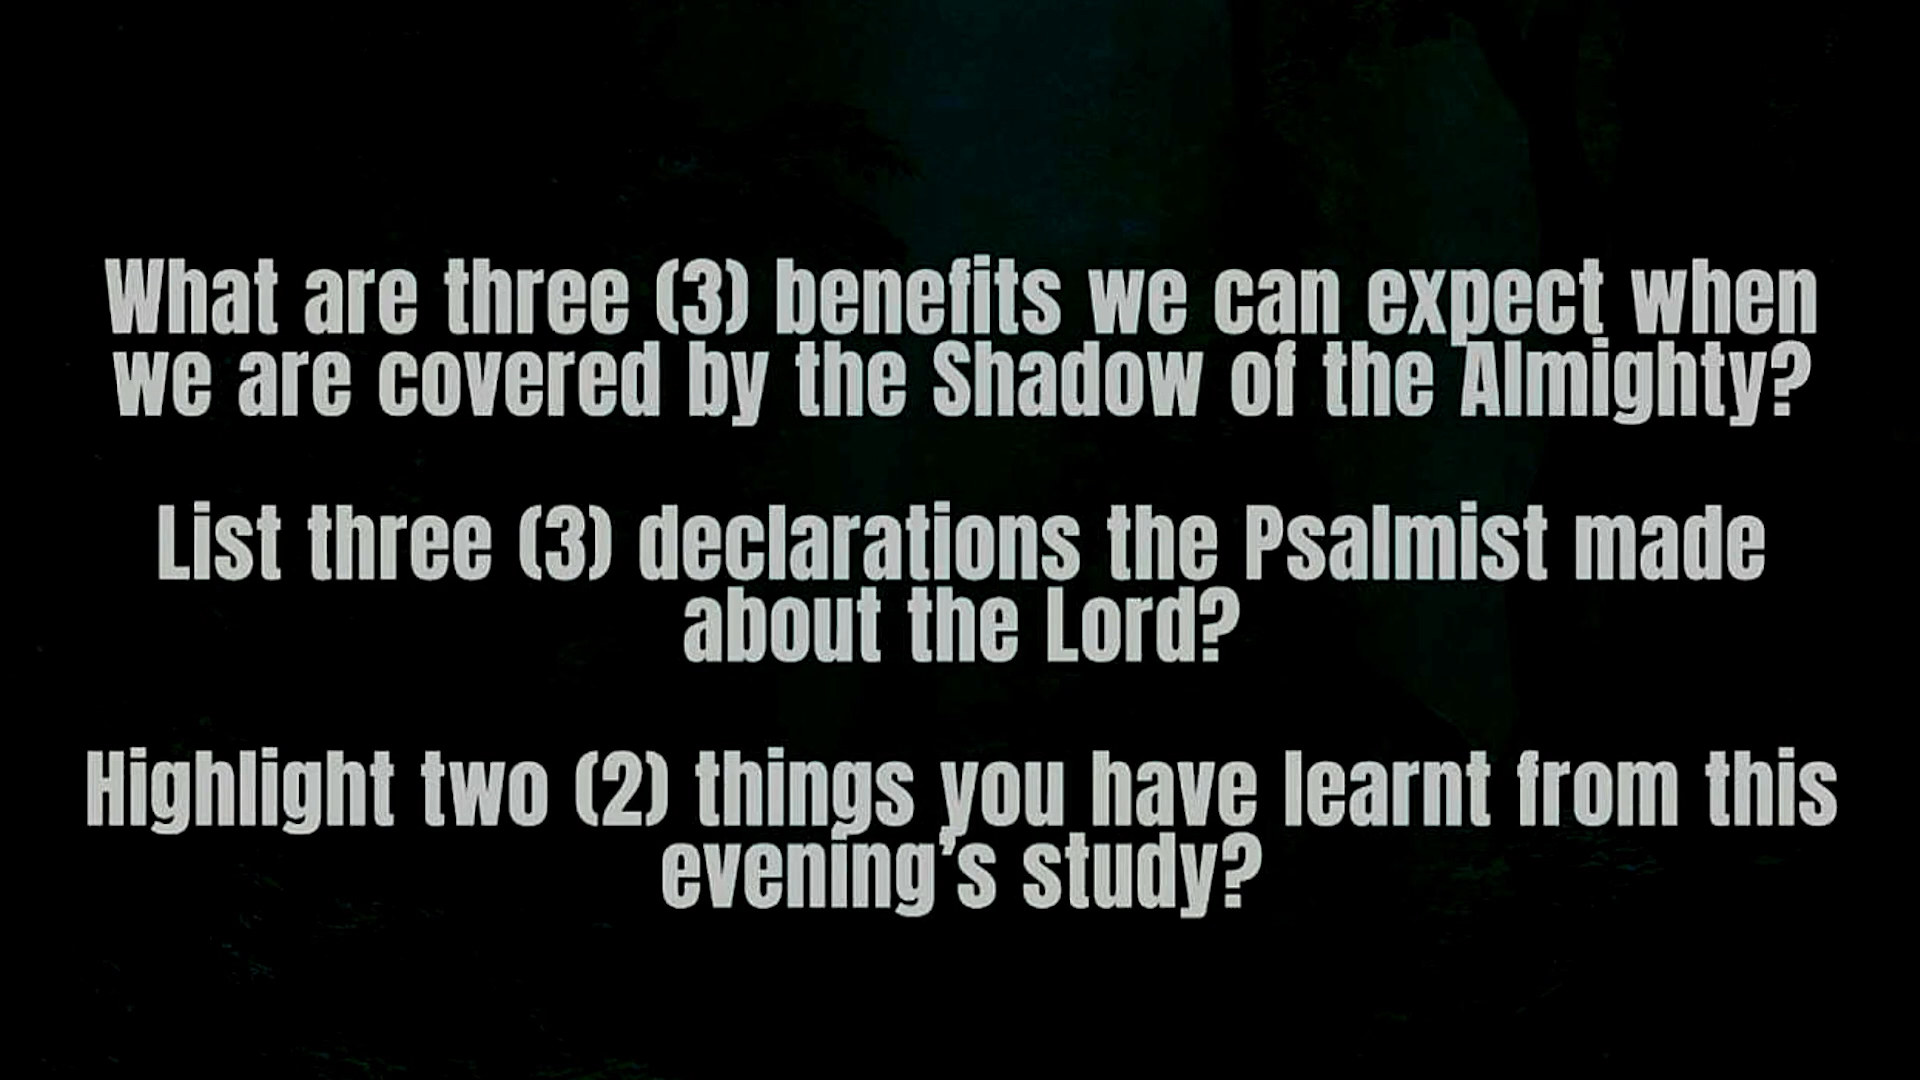 What are three (3) benefits we can expect when
we are covered by the Shadow of the Almighty?
List three (3) declarations the Psalmist made
about the Lord?
Highlight two (2) things you have learnt from this
evening’s study?